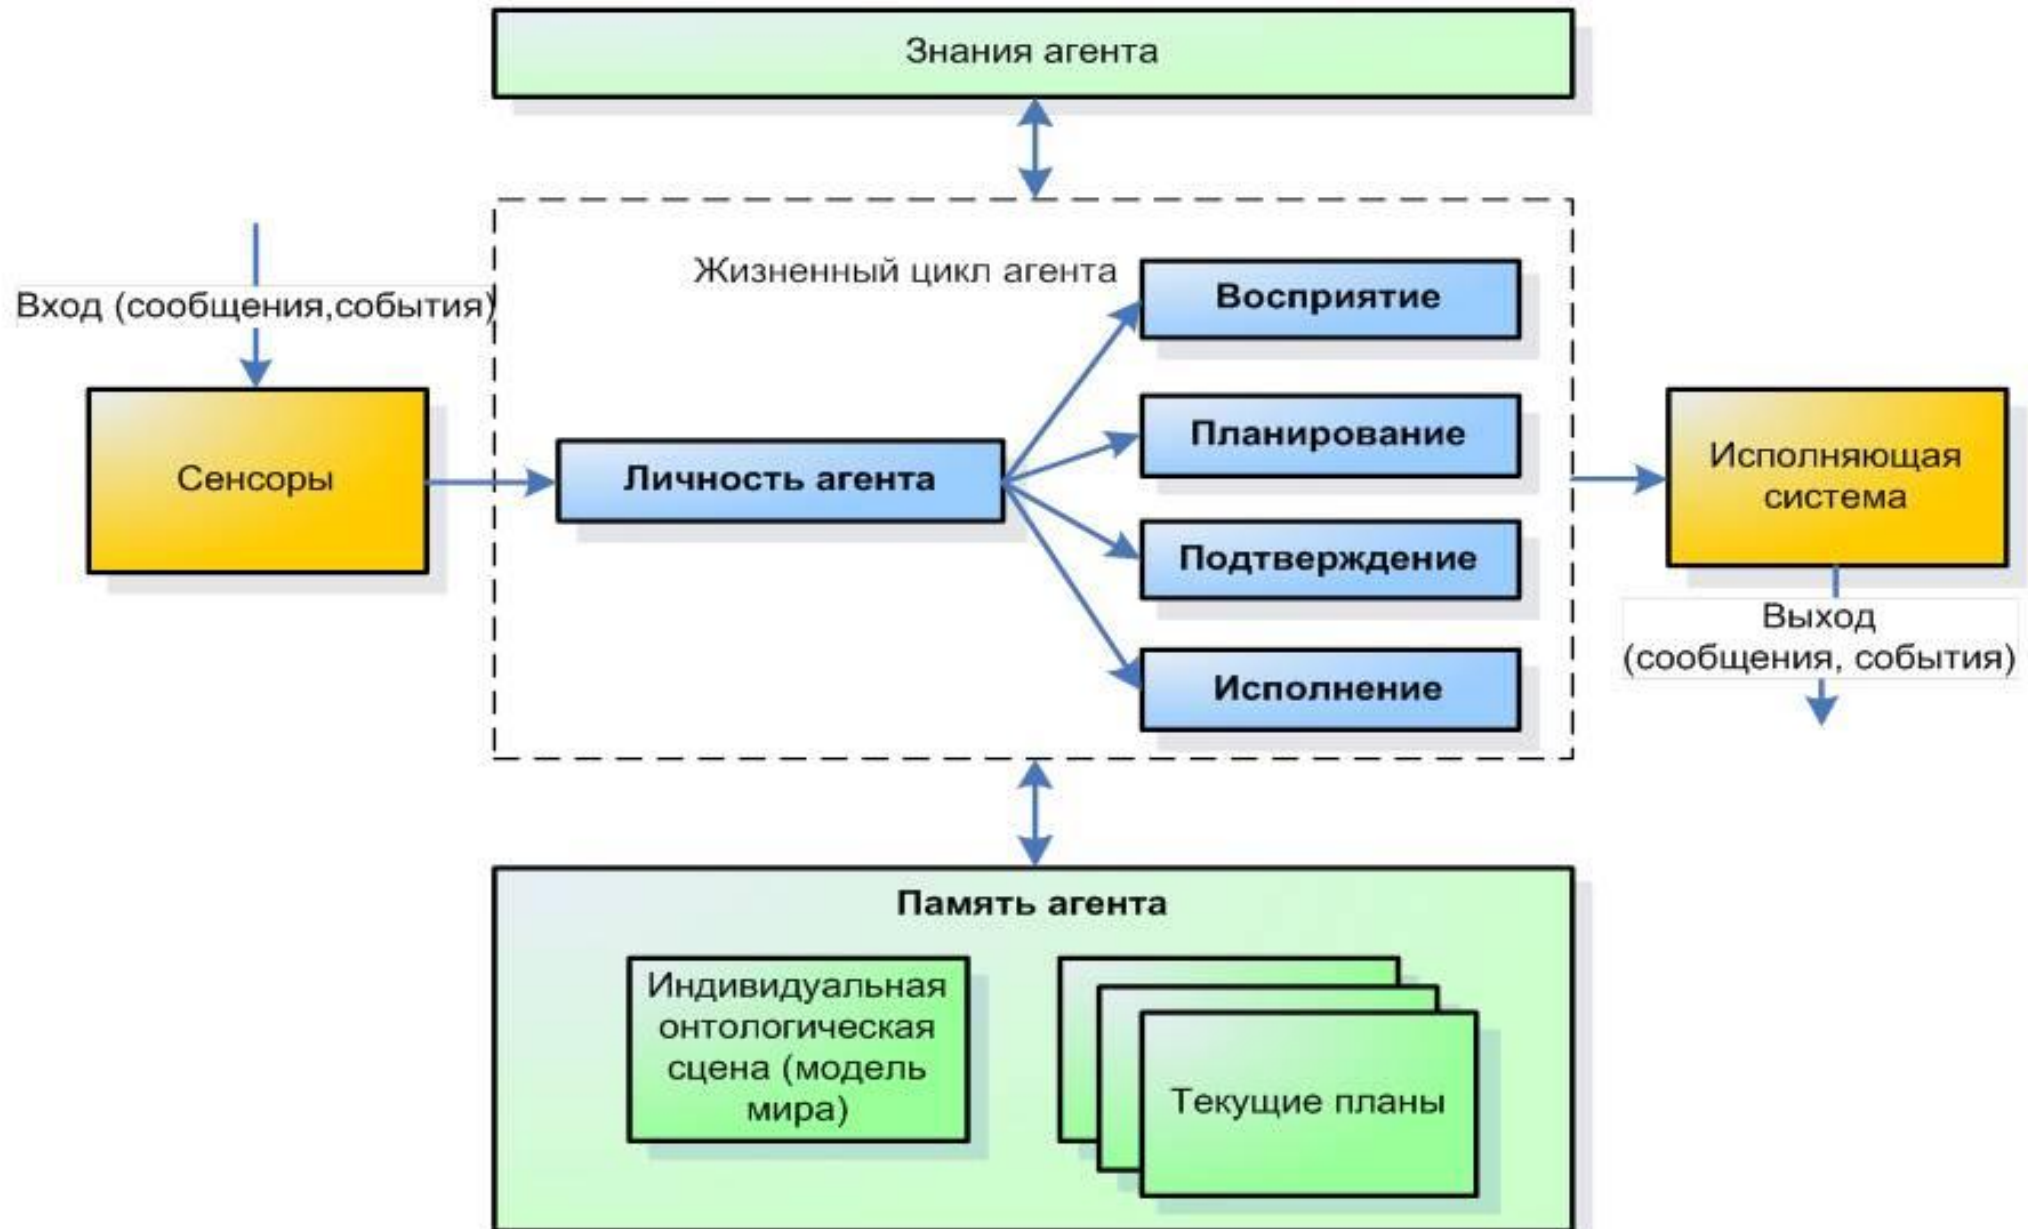 Знания агента
Жизненный цикл агента
Вход (сообщения,события)
Сенсоры
Личность агента
Восприятие
Планирование
Подтверждение
Исполнение
Исполняющая
система
Выход
(сообщения, события)
Память агента
Индивидуальная
онтологическая
сцена (модель
мира)
Текущие планы